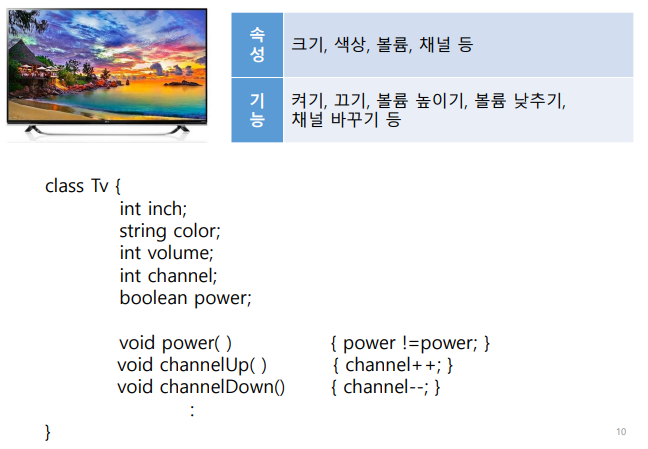 속성
크기, 색상, 볼륨, 채널 등
기능
켜기, 끄기, 볼륨 높이기, 볼륨 낮추기,
채널 바꾸기 등
class Tv {
int inch;
string color;
int volume;
int channel;
boolean power;
void power( ) { power !=power; }
void channelUp( ) { channel++; }
void channelDown() { channel--; }
:
}
10